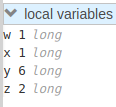 local variables
w 1 long
x 1 long
y 6 long
z 2 long